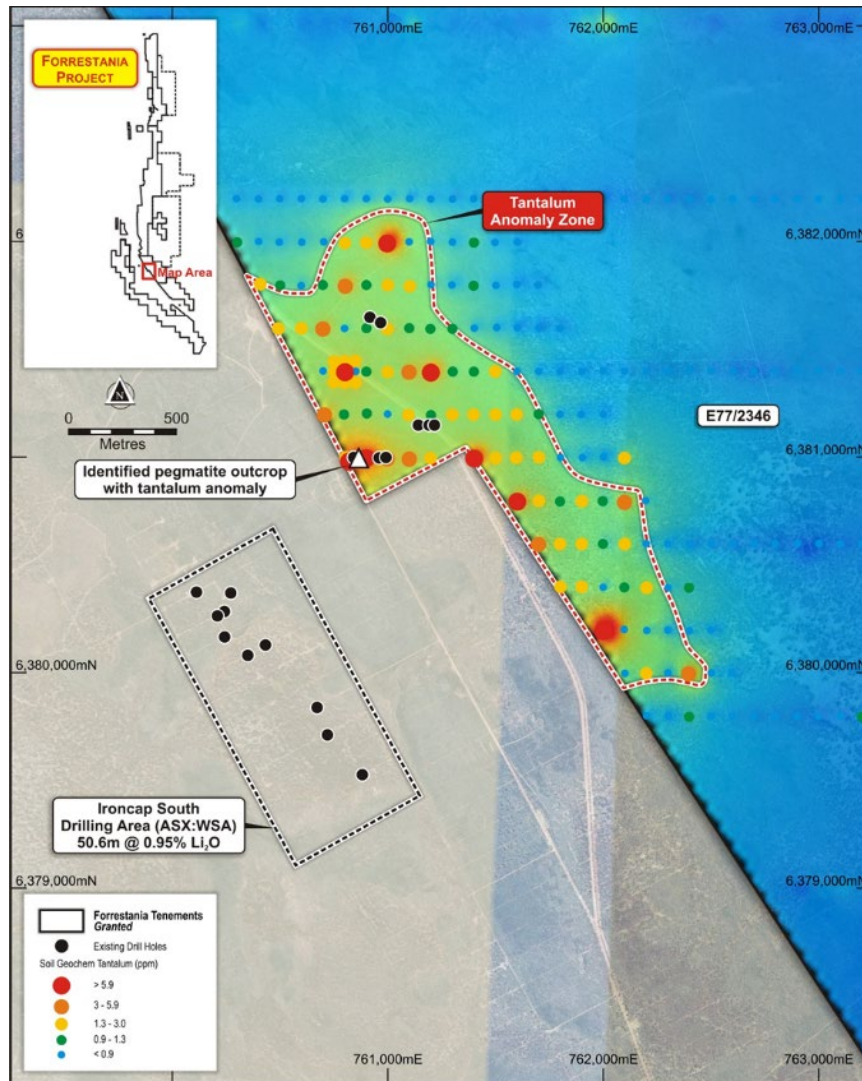 761,000mE
762,000mE
763,000mE
FORRESTANIA
PROJECT
Map Area
Tantalum
Anomaly Zone
6,382,000mN
N
0 500
Metres
E77/2346
6,381,000mN
Identified pegmatite outcrop
with tantalum anomaly
6,380,000mN
Ironcap South
Drilling Area (ASX:WSA)
50.6m @ 0.95% Li₂O
6,379,000mN
6,379,000mN
Forrestania Tenements
Granted
Existing Drill Holes
Soil Geochem Tantalum (ppm)
> 5.9
3 - 5.9
1.3 - 3.0
0.9 - 1.3
< 0.9
761,000mE
762,000mE
763,000mE